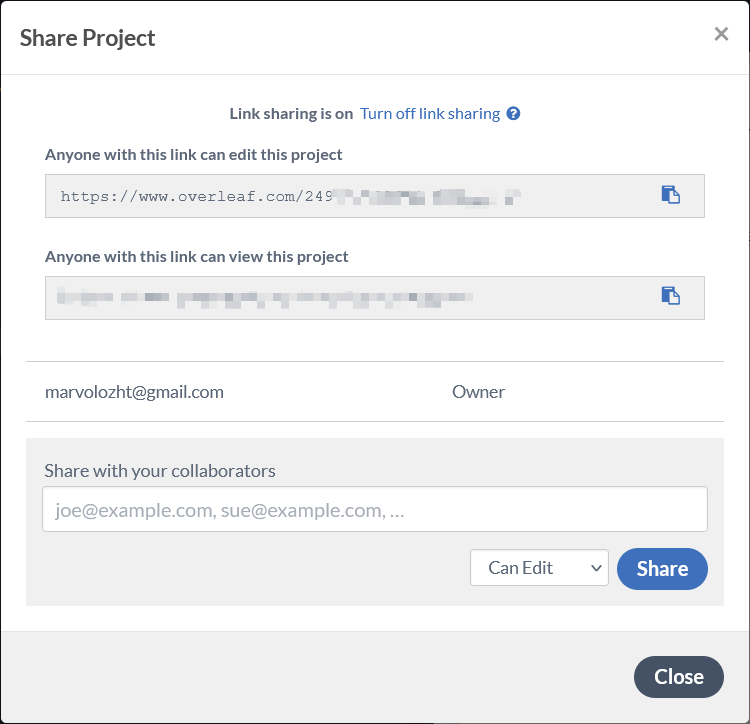 Share Project ×
Link sharing is on Turn off link sharing ?
Anyone with this link can edit this project
https://www.overleaf.com/249
Anyone with this link can view this project
marvolozht@gmail.com Owner
Share with your collaborators
joe@example.com, sue@example.com, ...
Can Edit Share
Close